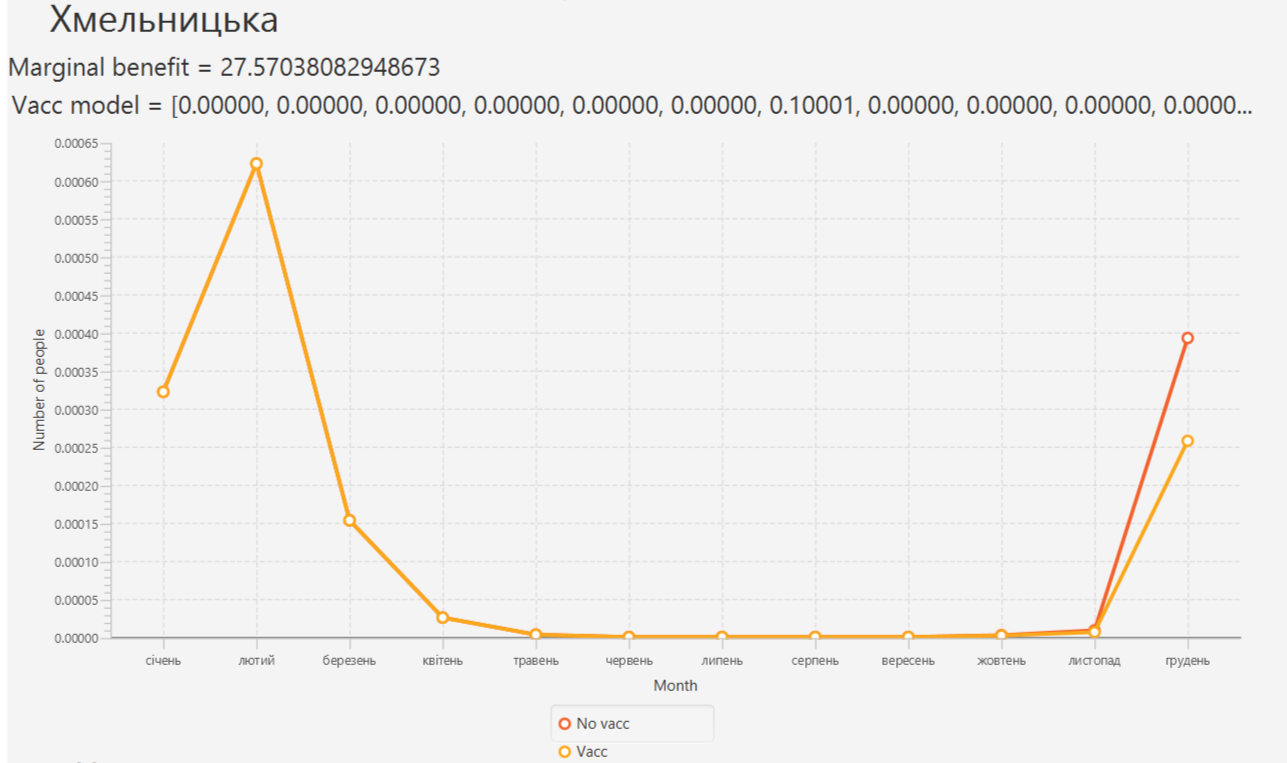 Хмельницька
Marginal benefit = 27.57038082948673
Vacc model = [0.00000, 0.00000, 0.00000, 0.00000, 0.00000, 0.00000, 0.10001, 0.00000, 0.00000, 0.00000, 0.0000...
0.00065
0.00060
0.00055
0.00050
0.00045
0.00040
0.00035
0.00030
0.00025
0.00020
0.00015
0.00010
0.00005
0.00000
Number of people
січень лютий березень квітень травень червень липень серпень вересень жовтень листопад грудень
Month
No vacc
Vacc